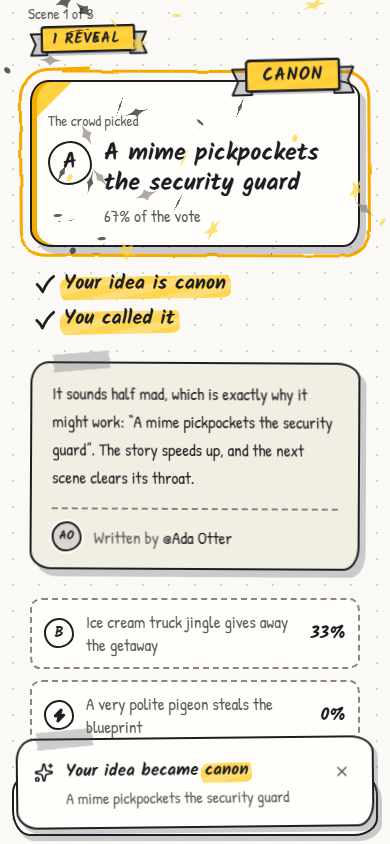 Scene 1 of 3
1 REVEAL
CANON
The crowd picked
A
A mime pickpockets
the security guard
67% of the vote
Your idea is canon
You called it
It sounds half mad, which is exactly why it
might work: “A mime pickpockets the security
guard”. The story speeds up, and the next
scene clears its throat.
AO
Written by @Ada Otter
B
Ice cream truck jingle gives away
the getaway
33%
A very polite pigeon steals the
blueprint
0%
Your idea became canon
A mime pickpockets the security guard